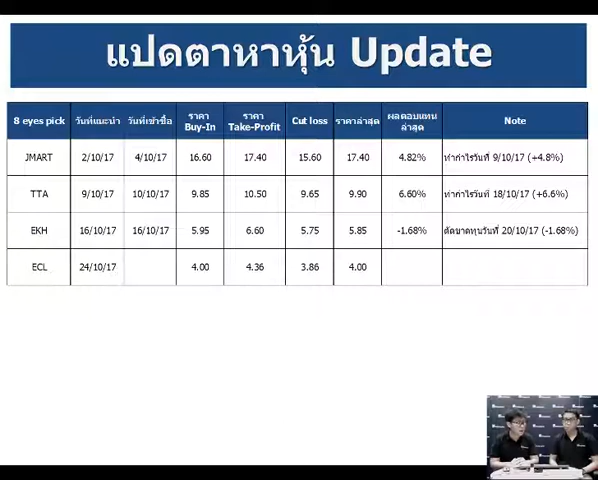 แปดตาหาหุ้น Update
8 eyes pick วันที่แนะนำ วันที่เข้าซื้อ ราคา Buy-In ราคา Take-Profit Cut loss ราคาล่าสุด ผลตอบแทน ล่าสุด Note
JMART 2/10/17 4/10/17 16.60 17.40 15.60 17.40 4.82% ทำกำไรวันที่ 9/10/17 (+4.8%)
TTA 9/10/17 10/10/17 9.85 10.50 9.65 9.90 6.60% ทำกำไรวันที่ 18/10/17 (+6.6%)
EKH 16/10/17 16/10/17 5.95 6.60 5.75 5.85 -1.68% ตัดขาดทุนวันที่ 20/10/17 (-1.68%)
ECL 24/10/17 4.00 4.36 3.86 4.00